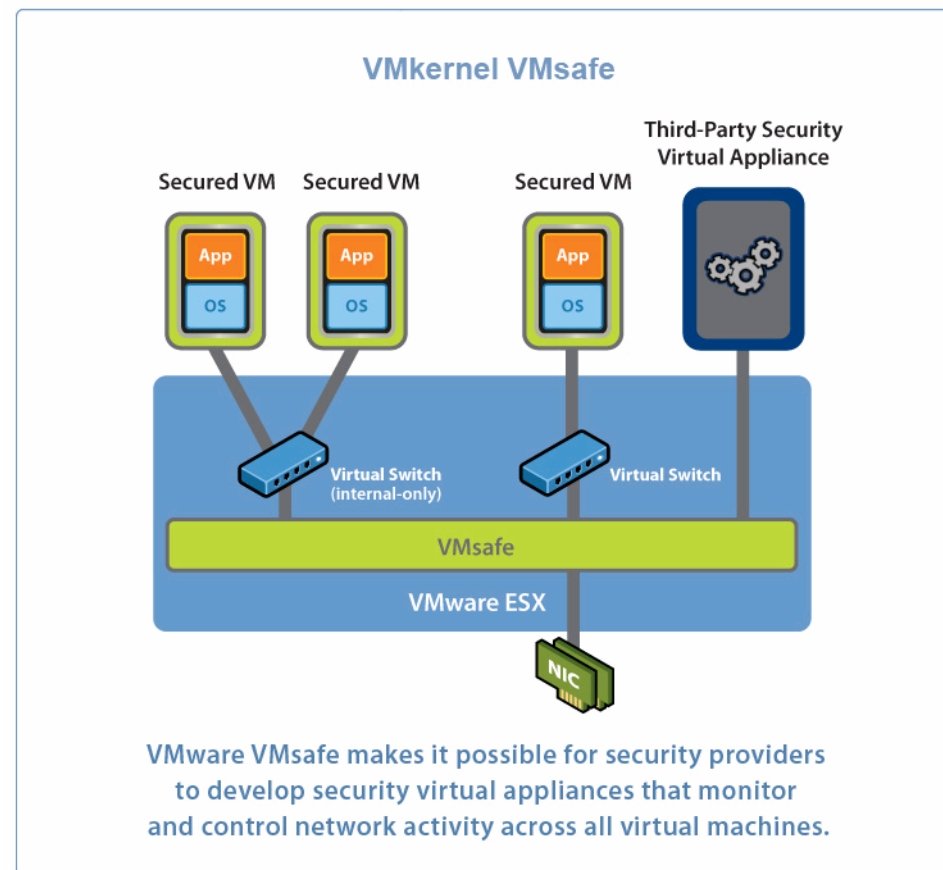 VMkernel VMsafe
Third-Party Security
Virtual Appliance
Secured VM
Secured VM
Secured VM
App
App
App
OS
OS
OS
Virtual Switch
(internal-only)
Virtual Switch
VMsafe
VMware ESX
NIC
VMware VMsafe makes it possible for security providers
to develop security virtual appliances that monitor
and control network activity across all virtual machines.